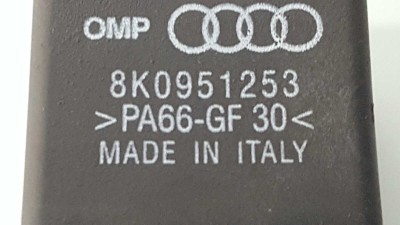 OMP
8K0951253
>PA66-GF 30<
MADE IN ITALY